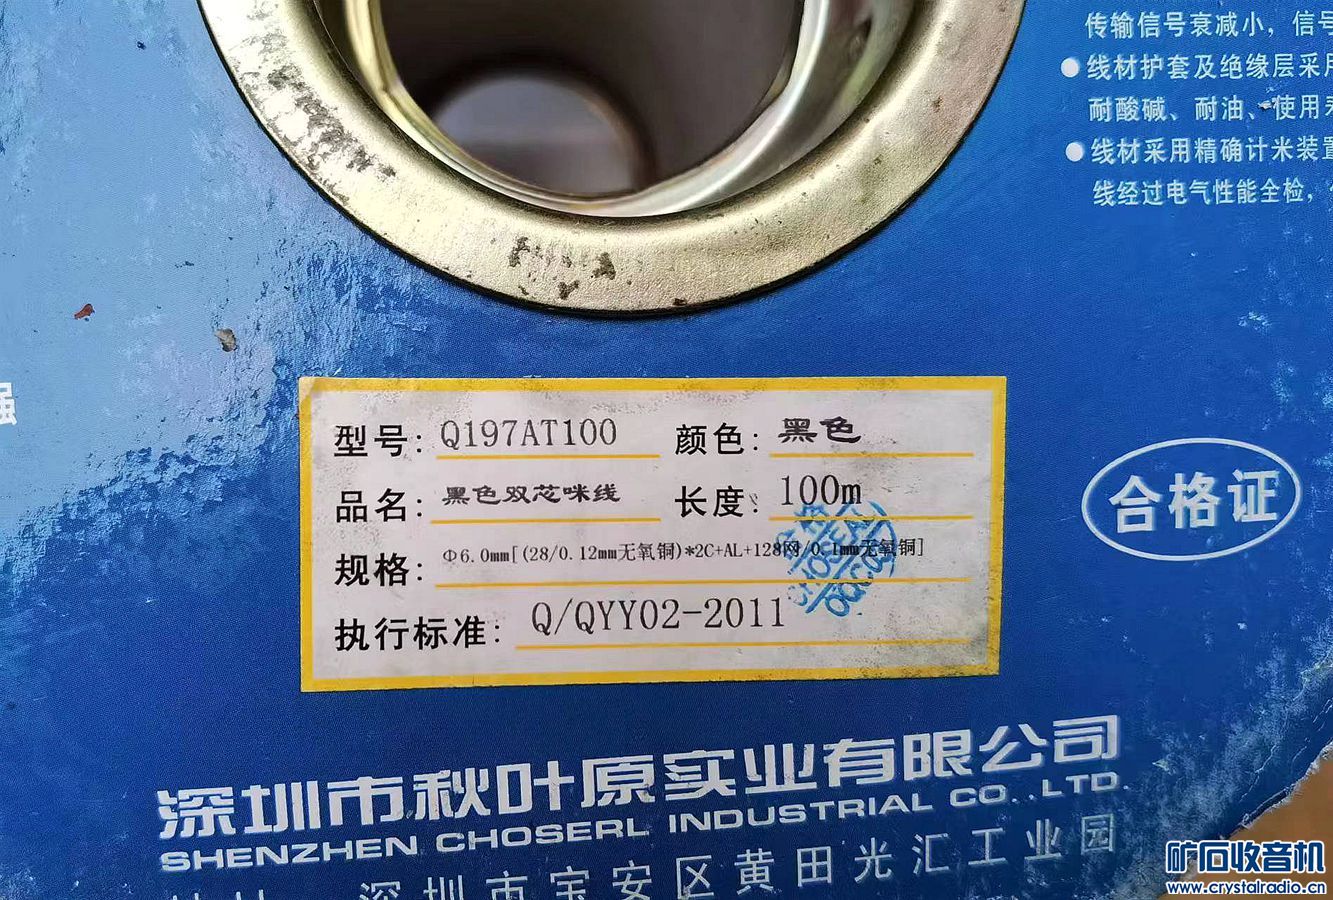 传输信号衰减小，信号
●线材护套及绝缘层采用
耐酸碱、耐油、使用
●线材采用精确计米装置
线经过电气性能全检，
强
型号：Q197AT100 颜色：黑色
品名：黑色双芯咪线 长度：100m
规格：Φ6.0mm[(28/0.12mm无氧铜)*2C+AL+128网/0.1mm无氧铜]
执行标准：Q/QYY02-2011
合格证
深圳市秋叶原实业有限公司
SHENZHEN CHOSERL INDUSTRIAL CO.,LTD.
深圳市宝安区黄田光汇工业园
矿石收音机
www.crystalradio.cn